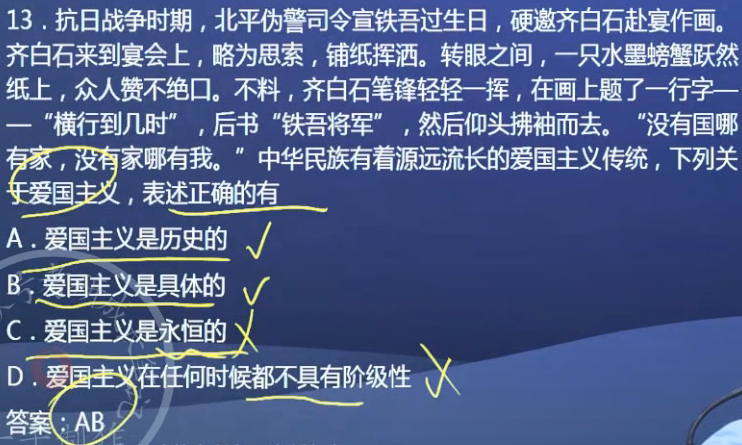 13．抗日战争时期，北平伪警司令宣铁吾过生日，硬邀齐白石赴宴作画。
齐白石来到宴会上，略为思索，铺纸挥洒。转眼之间，一只水墨螃蟹跃然
纸上，众人赞不绝口。不料，齐白石笔锋轻轻一挥，在画上题了一行字—
—“横行到几时”，后书“铁吾将军”，然后仰头拂袖而去。“没有国哪
有家，没有家哪有我。”中华民族有着源远流长的爱国主义传统，下列关
于爱国主义，表述正确的有
A．爱国主义是历史的
B．爱国主义是具体的
C．爱国主义是永恒的
D．爱国主义在任何时候都不具有阶级性
答案：AB